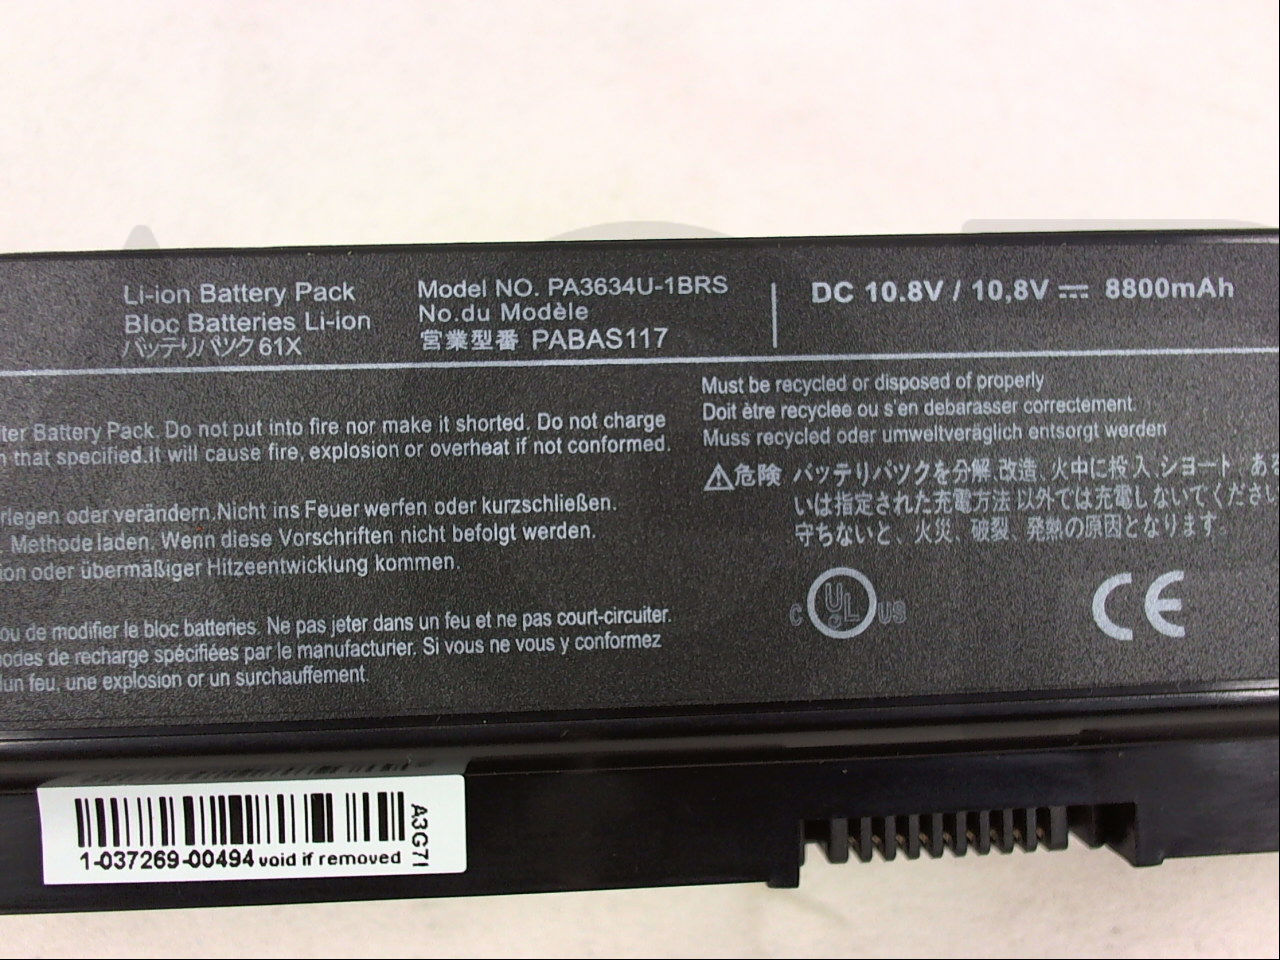 Li-ion Battery Pack
Bloc Batteries Li-ion
バッテリパック 61X
Model NO. PA3634U-1BRS
No.du Modèle
営業型番 PABAS117
DC 10.8V / 10,8V ⎓ 8800mAh
ter Battery Pack. Do not put into fire nor make it shorted. Do not charge
that specified.it will cause fire, explosion or overheat if not conformed.
rlegen oder verändern.Nicht ins Feuer werfen oder kurzschließen.
. Methode laden. Wenn diese Vorschriften nicht befolgt werden.
ion oder übermäßiger Hitzeentwicklung kommen.
ou de modifier le bloc batteries. Ne pas jeter dans un feu et ne pas court-circuiter.
odes de recharge spécifiées par le manufacturier. Si vous ne vous y conformez
un feu, une explosion or un surchauffement.
Must be recycled or disposed of properly
Doit être recyclee ou s'en debarasser correctement.
Muss recycled oder umweltveräglich entsorgt werden
危険 バッテリパックを分解、改造、火中に投入、ショート、ある
いは指定された充電方法以外では充電しないでください
守ちないと、火災、破裂、発熱の原因となります。
C UL US
CE
1-037269-00494 void if removed
A3G7I